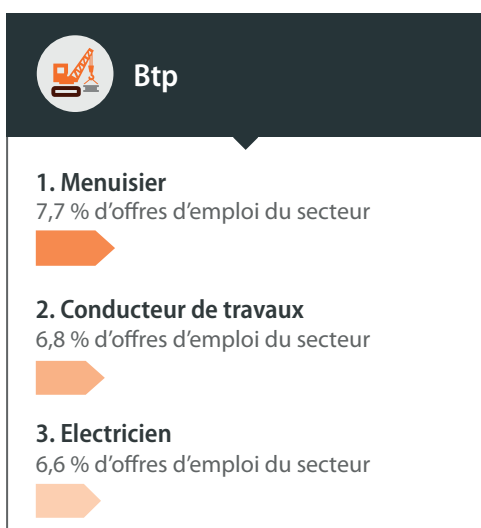 Btp
1. Menuisier
7,7 % d'offres d'emploi du secteur
2. Conducteur de travaux
6,8 % d'offres d'emploi du secteur
3. Electricien
6,6 % d'offres d'emploi du secteur